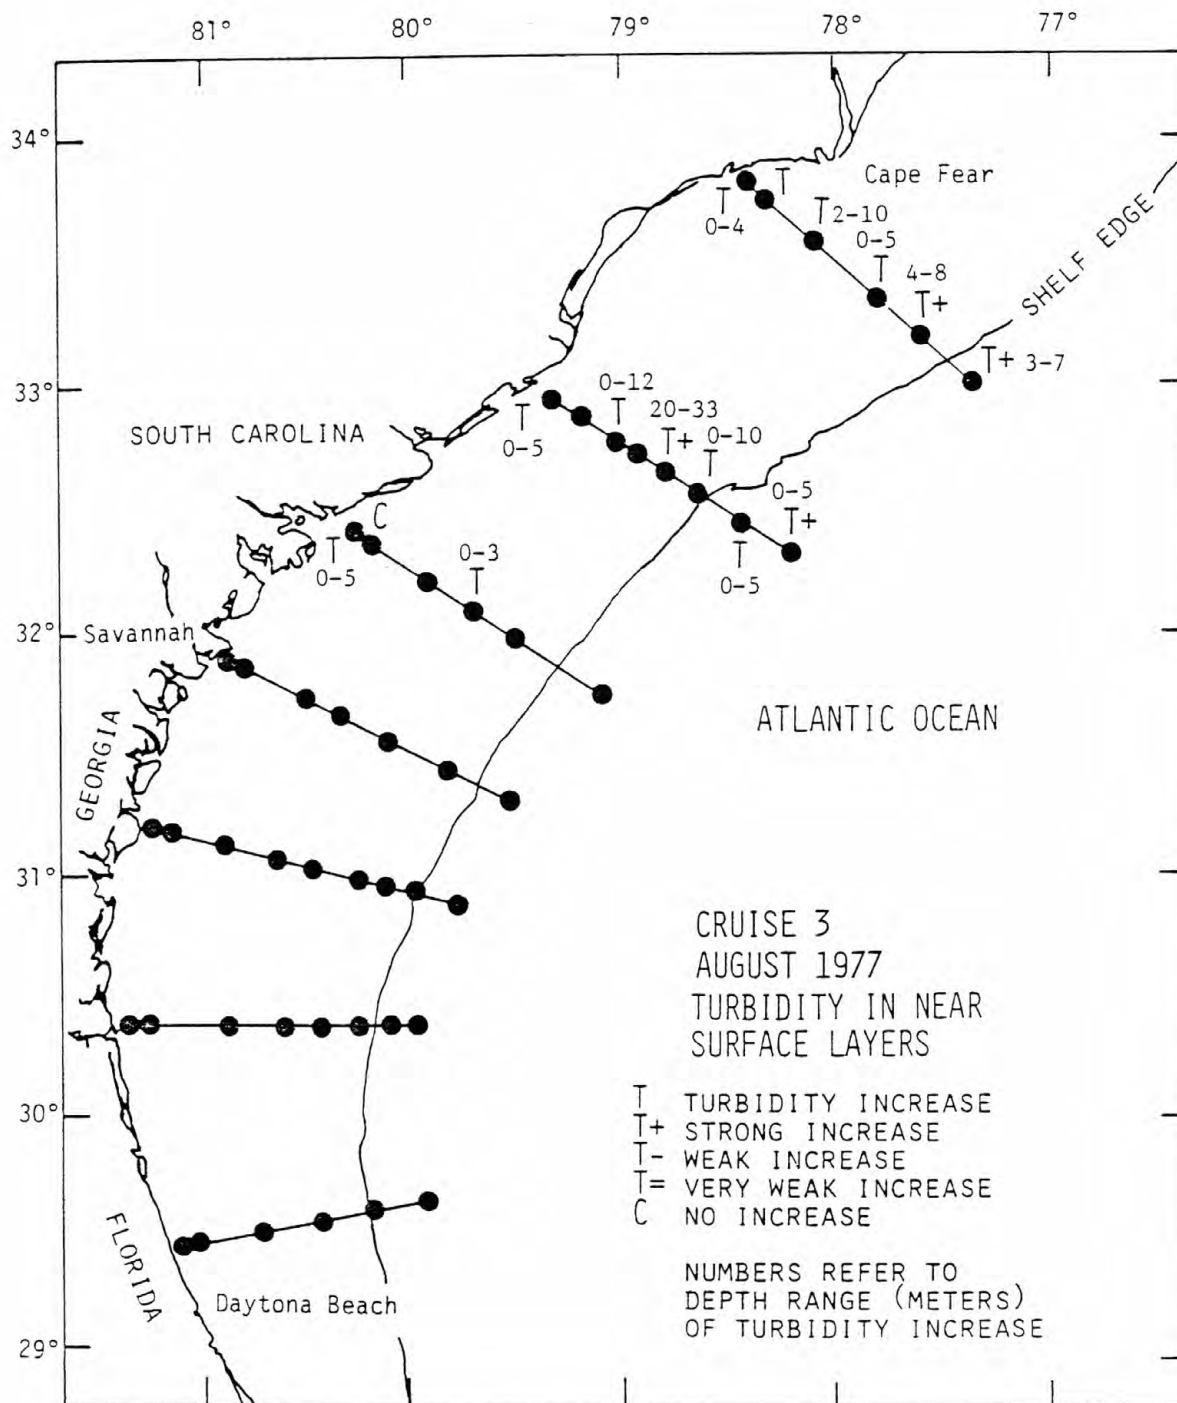 81° 80° 79° 78° 77°
34°
Cape Fear
T
T
0-4
T 2-10
0-5
T
4-8
T+
SHELF EDGE
T+ 3-7
33°
SOUTH CAROLINA
T
0-5
0-12
T
20-33
T+
0-10
T
0-5
T+
T
0-5
C
T
0-5
0-3
T
32°
Savannah
ATLANTIC OCEAN
GEORGIA
31°
CRUISE 3
AUGUST 1977
TURBIDITY IN NEAR
SURFACE LAYERS
30°
T TURBIDITY INCREASE
T+ STRONG INCREASE
T- WEAK INCREASE
T= VERY WEAK INCREASE
C NO INCREASE
FLORIDA
Daytona Beach
NUMBERS REFER TO
DEPTH RANGE (METERS)
OF TURBIDITY INCREASE
29°